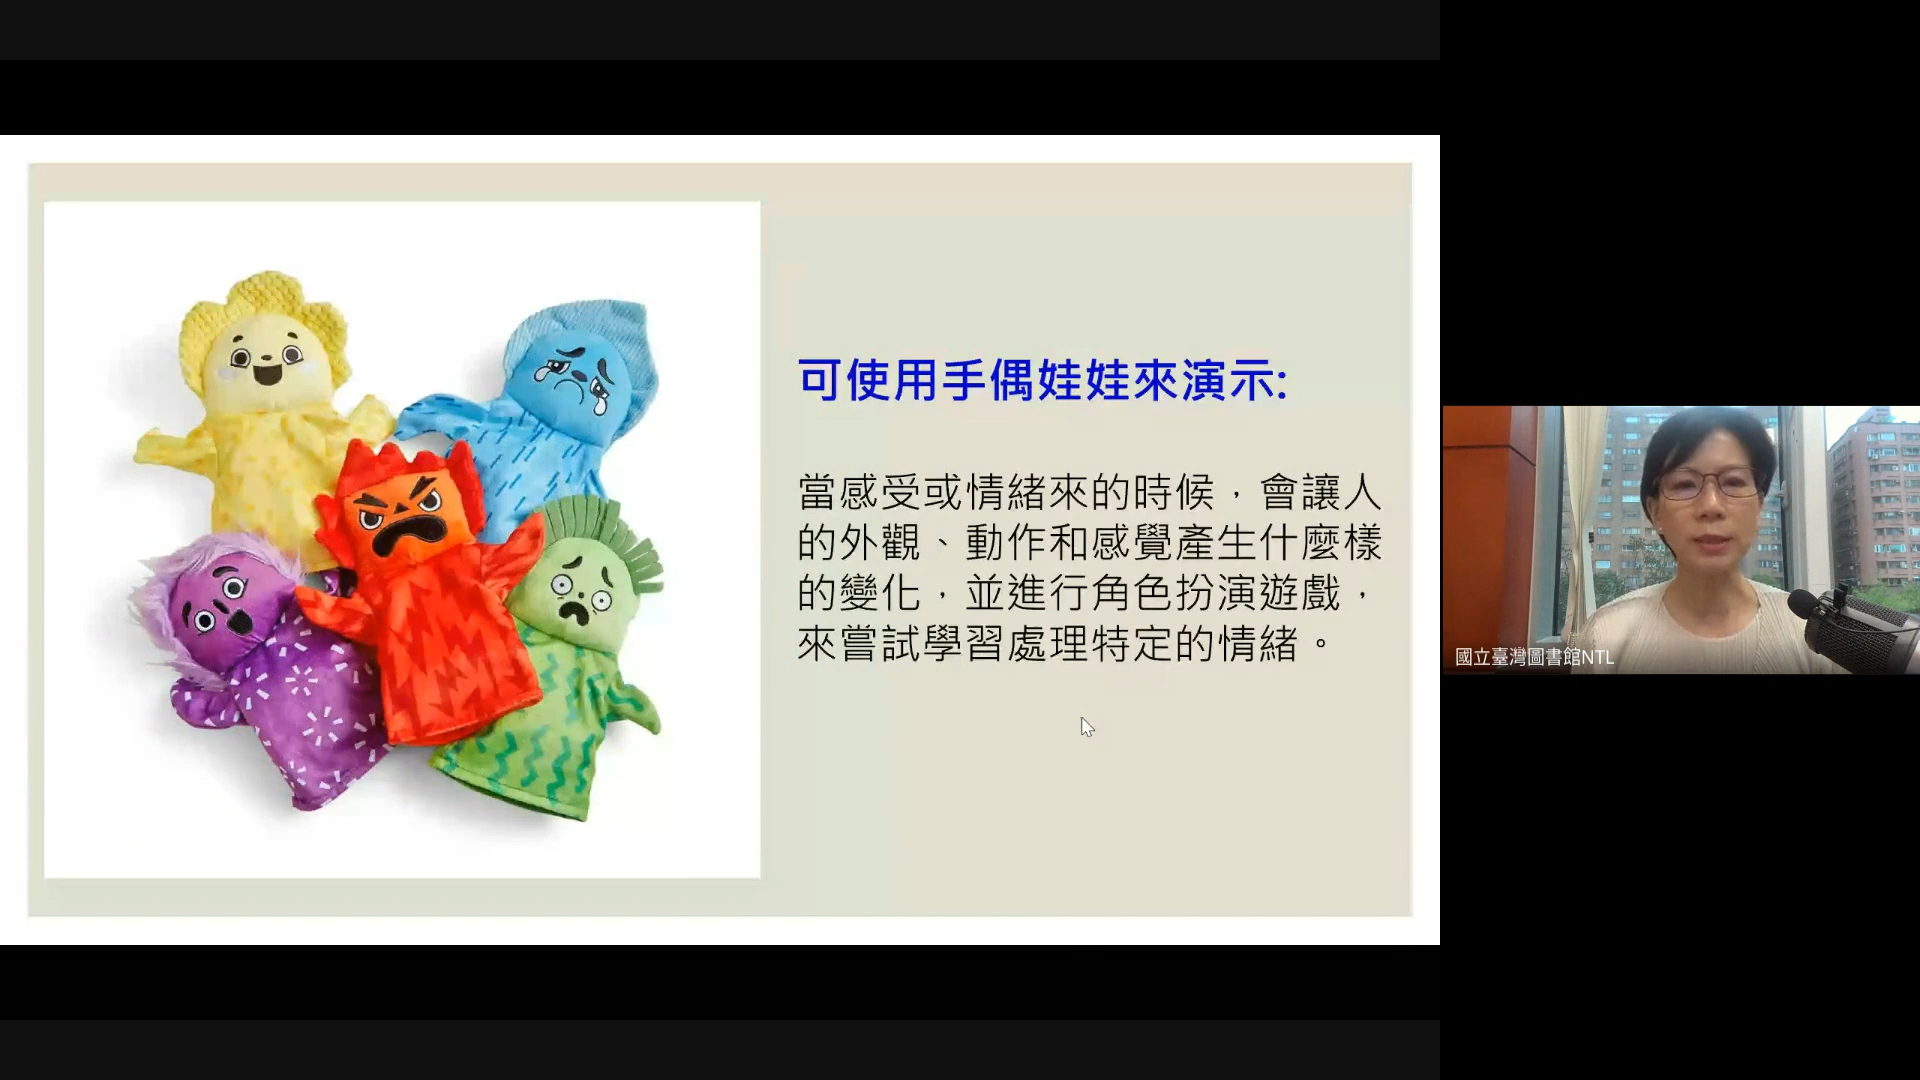 可使用手偶娃娃來演示:
當感受或情緒來的時候，會讓人
的外觀、動作和感覺產生什麼樣
的變化，並進行角色扮演遊戲，
來嘗試學習處理特定的情緒。
國立臺灣圖書館NTL